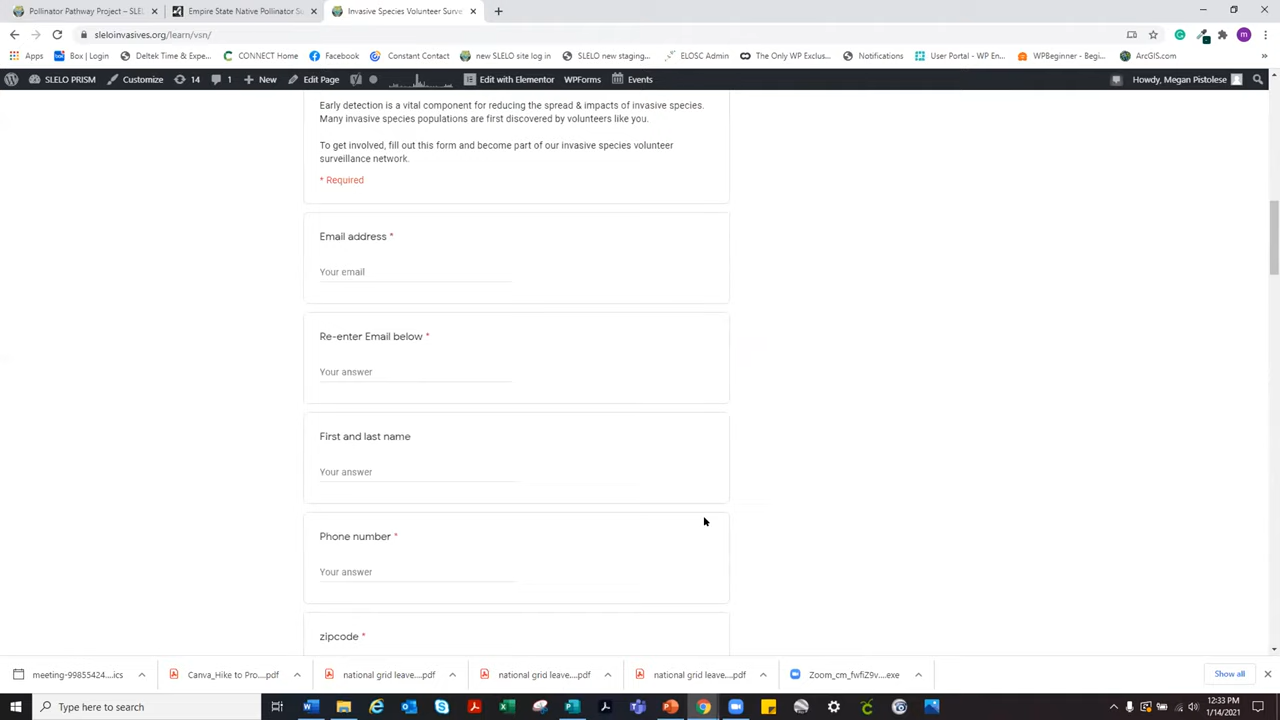 Pollinator Pathway Project – SLEL
Empire State Native Pollinator Su
Invasive Species Volunteer Surve
sleloinvasives.org/learn/vsn/
Apps
Box | Login
Deltek Time & Expe...
CONNECT Home
Facebook
Constant Contact
new SLELO site log in
SLELO new staging...
ELOSC Admin
The Only WP Exclus...
Notifications
User Portal - WP En...
WPBeginner - Begi...
ArcGIS.com
SLELO PRISM
Customize
14
1
New
Edit Page
Edit with Elementor
WPForms
Events
Howdy, Megan Pistolese
Early detection is a vital component for reducing the spread & impacts of invasive species.
Many invasive species populations are first discovered by volunteers like you.
To get involved, fill out this form and become part of our invasive species volunteer
surveillance network.
* Required
Email address *
Your email
Re-enter Email below *
Your answer
First and last name
Your answer
Phone number *
Your answer
zipcode *
meeting-99855424....ics
Canva_Hike to Pro....pdf
national grid leave....pdf
national grid leave....pdf
national grid leave....pdf
Zoom_cm_fwfiZ9v....exe
Show all
Type here to search
12:33 PM
1/14/2021